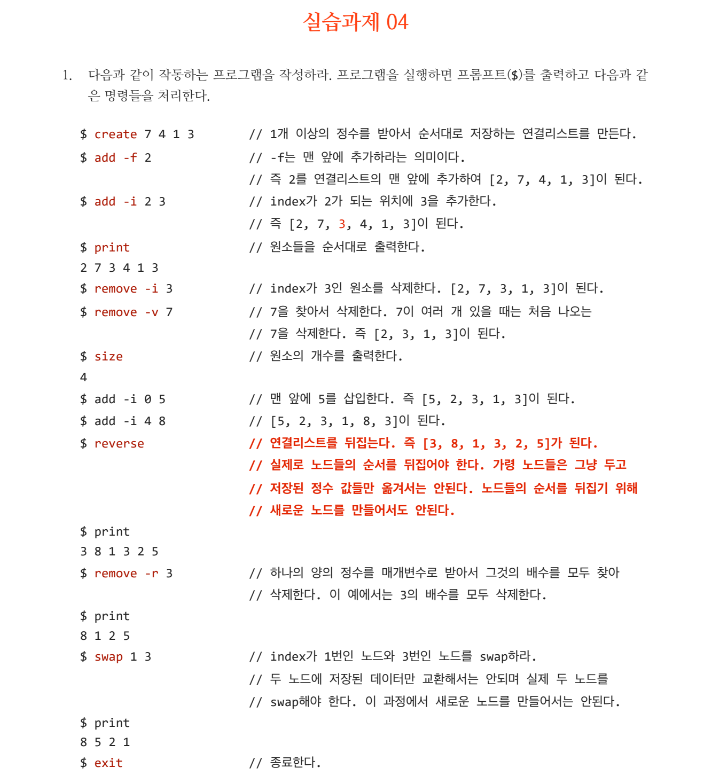 실습과제 04
1. 다음과 같이 작동하는 프로그램을 작성하라. 프로그램을 실행하면 프롬프트($)를 출력하고 다음과 같
은 명령들을 처리한다.
$ create 7 4 1 3 // 1개 이상의 정수를 받아서 순서대로 저장하는 연결리스트를 만든다.
$ add -f 2 // -f는 맨 앞에 추가하라는 의미이다.
// 즉 2를 연결리스트의 맨 앞에 추가하여 [2, 7, 4, 1, 3]이 된다.
$ add -i 2 3 // index가 2가 되는 위치에 3을 추가한다.
// 즉 [2, 7, 3, 4, 1, 3]이 된다.
$ print // 원소들을 순서대로 출력한다.
2 7 3 4 1 3
$ remove -i 3 // index가 3인 원소를 삭제한다. [2, 7, 3, 1, 3]이 된다.
$ remove -v 7 // 7을 찾아서 삭제한다. 7이 여러 개 있을 때는 처음 나오는
// 7을 삭제한다. 즉 [2, 3, 1, 3]이 된다.
$ size // 원소의 개수를 출력한다.
4
$ add -i 0 5 // 맨 앞에 5를 삽입한다. 즉 [5, 2, 3, 1, 3]이 된다.
$ add -i 4 8 // [5, 2, 3, 1, 8, 3]이 된다.
$ reverse // 연결리스트를 뒤집는다. 즉 [3, 8, 1, 3, 2, 5]가 된다.
// 실제로 노드들의 순서를 뒤집어야 한다. 가령 노드들은 그냥 두고
// 저장된 정수 값들만 옮겨서는 안된다. 노드들의 순서를 뒤집기 위해
// 새로운 노드를 만들어서도 안된다.
$ print
3 8 1 3 2 5
$ remove -r 3 // 하나의 양의 정수를 매개변수로 받아서 그것의 배수를 모두 찾아
// 삭제한다. 이 예에서는 3의 배수를 모두 삭제한다.
$ print
8 1 2 5
$ swap 1 3 // index가 1번인 노드와 3번인 노드를 swap하라.
// 두 노드에 저장된 데이터만 교환해서는 안되며 실제 두 노드를
// swap해야 한다. 이 과정에서 새로운 노드를 만들어서는 안된다.
$ print
8 5 2 1
$ exit // 종료한다.